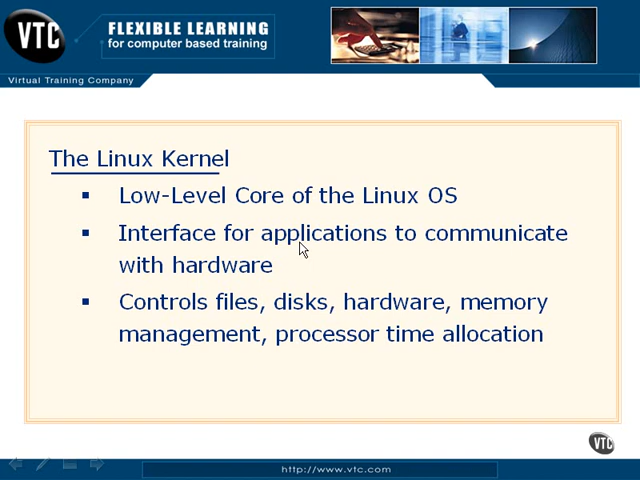 VTC
FLEXIBLE LEARNING
for computer based training
Virtual Training Company
The Linux Kernel
▪ Low-Level Core of the Linux OS
▪ Interface for applications to communicate
with hardware
▪ Controls files, disks, hardware, memory
management, processor time allocation
VTC
http://www.vtc.com